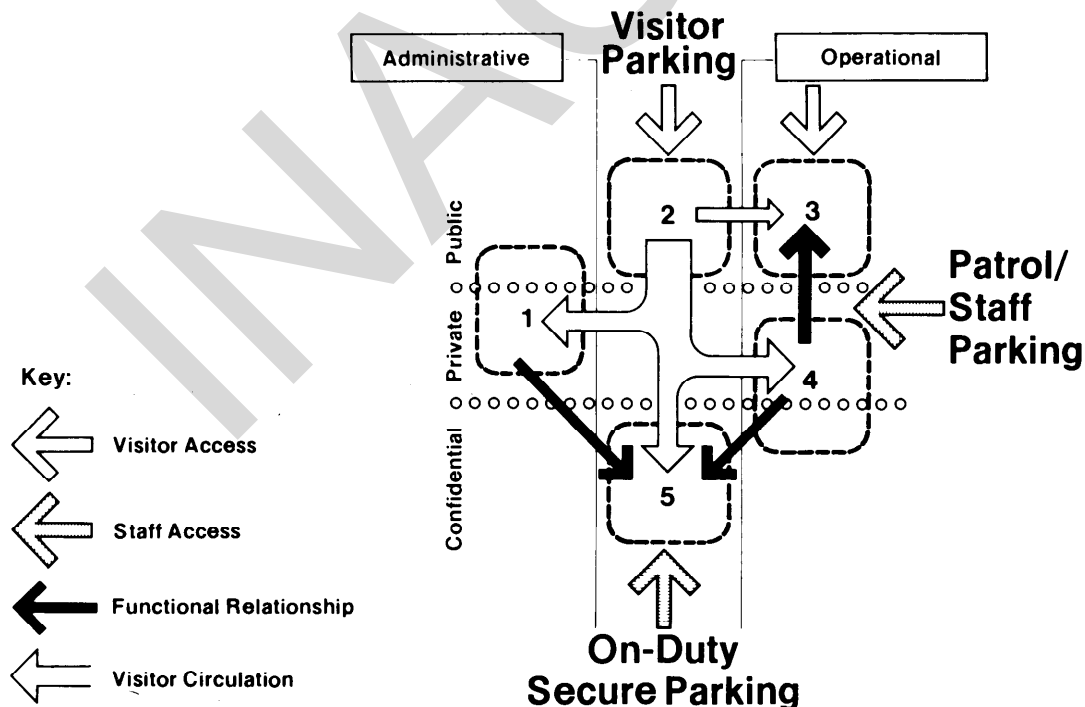 Visitor
Parking
Administrative
Operational
2
3
Public
Patrol/
Staff
Parking
1
Private
4
Key:
Visitor Access
5
Confidential
Staff Access
Functional Relationship
On-Duty
Secure Parking
Visitor Circulation